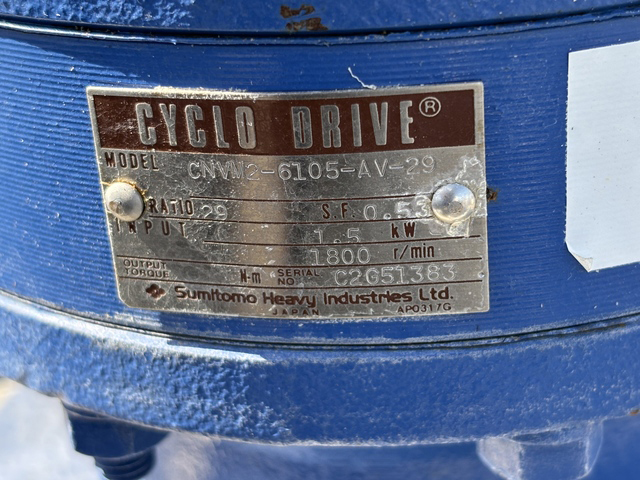 CYCLO DRIVE®
MODEL CNVM2-6105-AV-29
RATIO 29 S.F. 0.53
INPUT 1.5 kW
1800 r/min
OUTPUT TORQUE N-m SERIAL NO. C2G51383
Sumitomo Heavy Industries Ltd.
JAPAN AP0317G